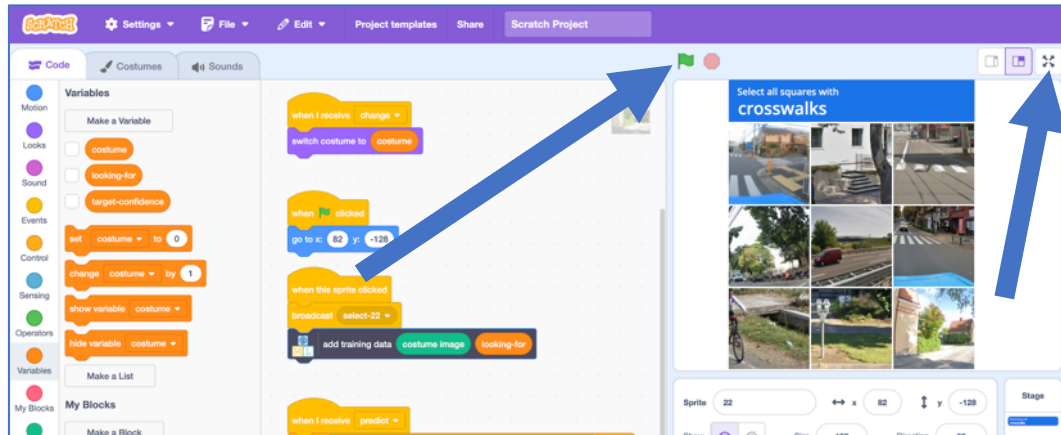 SCRATCH Settings File Edit Project templates Share Scratch Project
Code Costumes Sounds
Motion
Looks
Sound
Events
Control
Sensing
Operators
Variables
My Blocks
Variables
Make a Variable
costume
looking-for
target-confidence
set costume to 0
change costume by 1
show variable costume
hide variable costume
Make a List
My Blocks
Make a Block
when I receive change
switch costume to costume
when clicked
go to x: 82 y: -128
when this sprite clicked
broadcast select-22
add training data costume image looking-for
when I receive predict
Select all squares with
crosswalks
Sprite 22 x 82 y -128
Stage